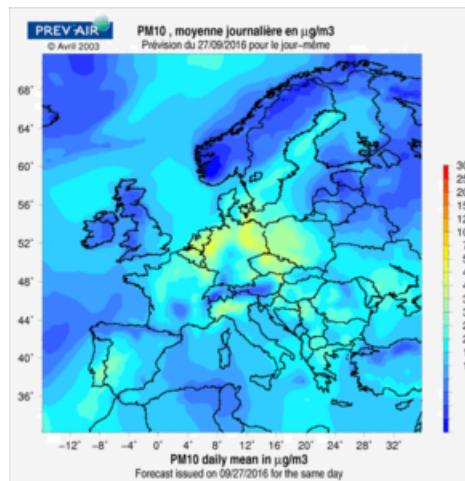 PREV'AIR
© Avril 2003
PM10 , moyenne journalière en µg/m3
Prévision du 27/09/2016 pour le jour-même
68°
64°
60°
56°
52°
48°
44°
40°
36°
-12° -8° -4° 0° 4° 8° 12° 16° 20° 24° 28° 32°
PM10 daily mean in µg/m3
Forecast issued on 09/27/2016 for the same day